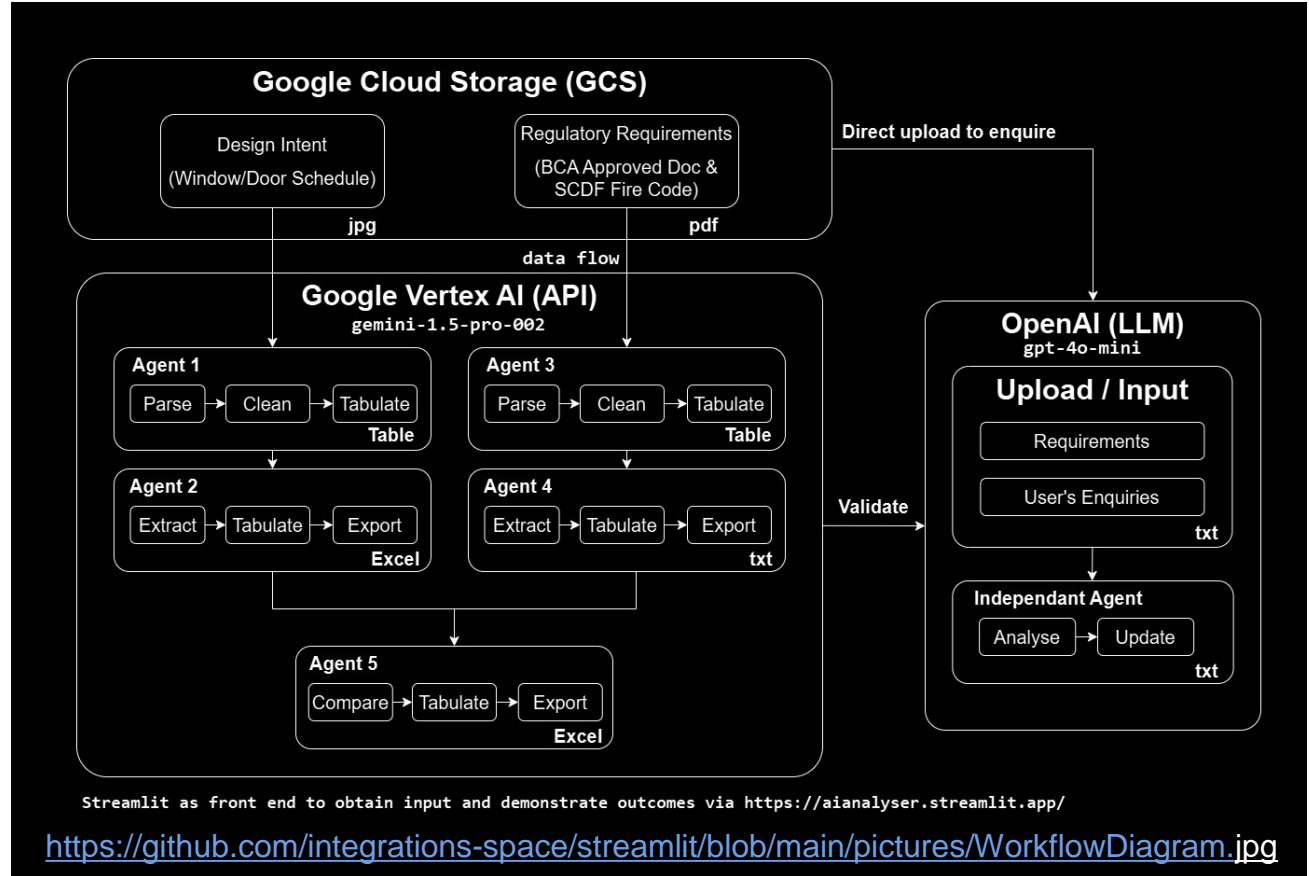 Google Cloud Storage (GCS)
Design Intent
(Window/Door Schedule)
jpg
Regulatory Requirements
(BCA Approved Doc &
SCDF Fire Code)
pdf
Direct upload to enquire
data flow
Google Vertex AI (API)
gemini-1.5-pro-002
Agent 1
Parse
Clean
Tabulate
Table
Agent 3
Parse
Clean
Tabulate
Table
Agent 2
Extract
Tabulate
Export
Excel
Agent 4
Extract
Tabulate
Export
txt
Agent 5
Compare
Tabulate
Export
Excel
Validate
OpenAI (LLM)
gpt-4o-mini
Upload / Input
Requirements
User's Enquiries
txt
Independant Agent
Analyse
Update
txt
Streamlit as front end to obtain input and demonstrate outcomes via https://aianalyser.streamlit.app/
https://github.com/integrations-space/streamlit/blob/main/pictures/WorkflowDiagram.jpg